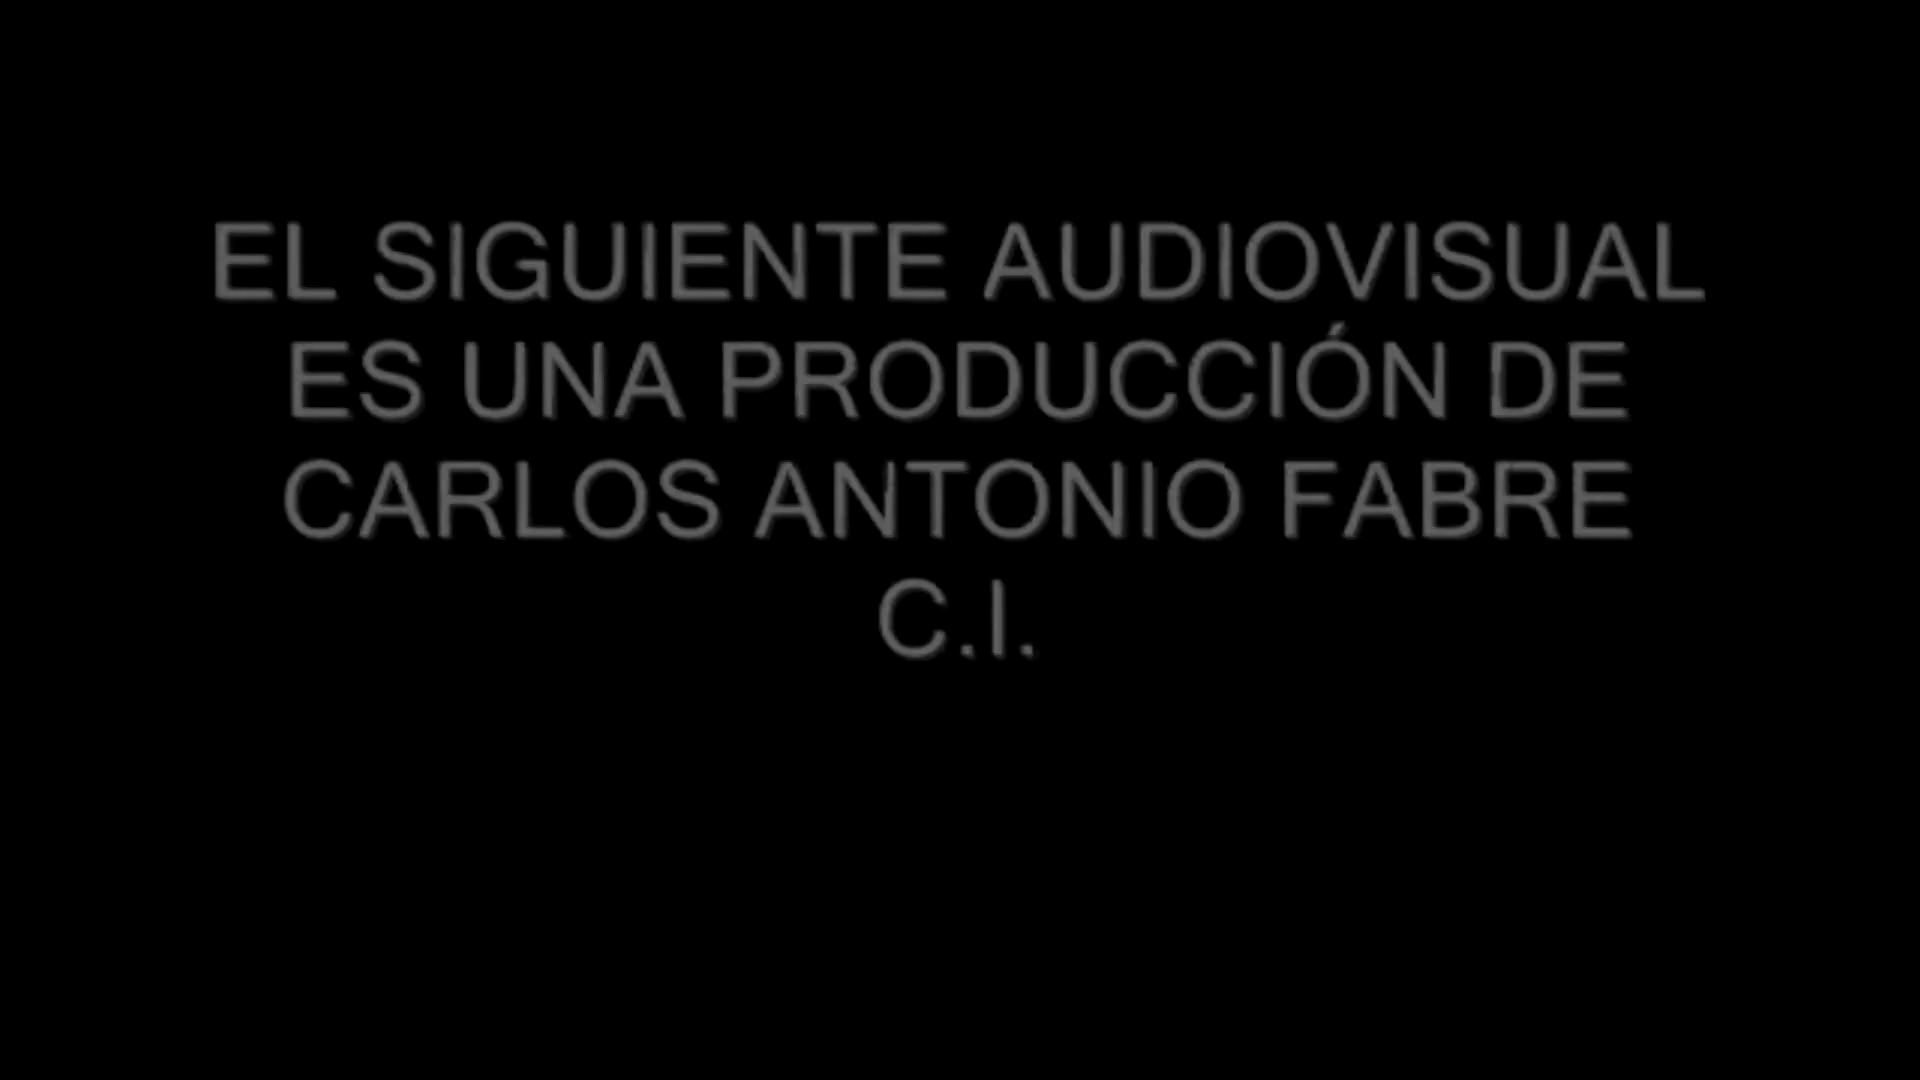 EL SIGUIENTE AUDIOVISUAL
ES UNA PRODUCCIÓN DE
CARLOS ANTONIO FABRE
C.I.